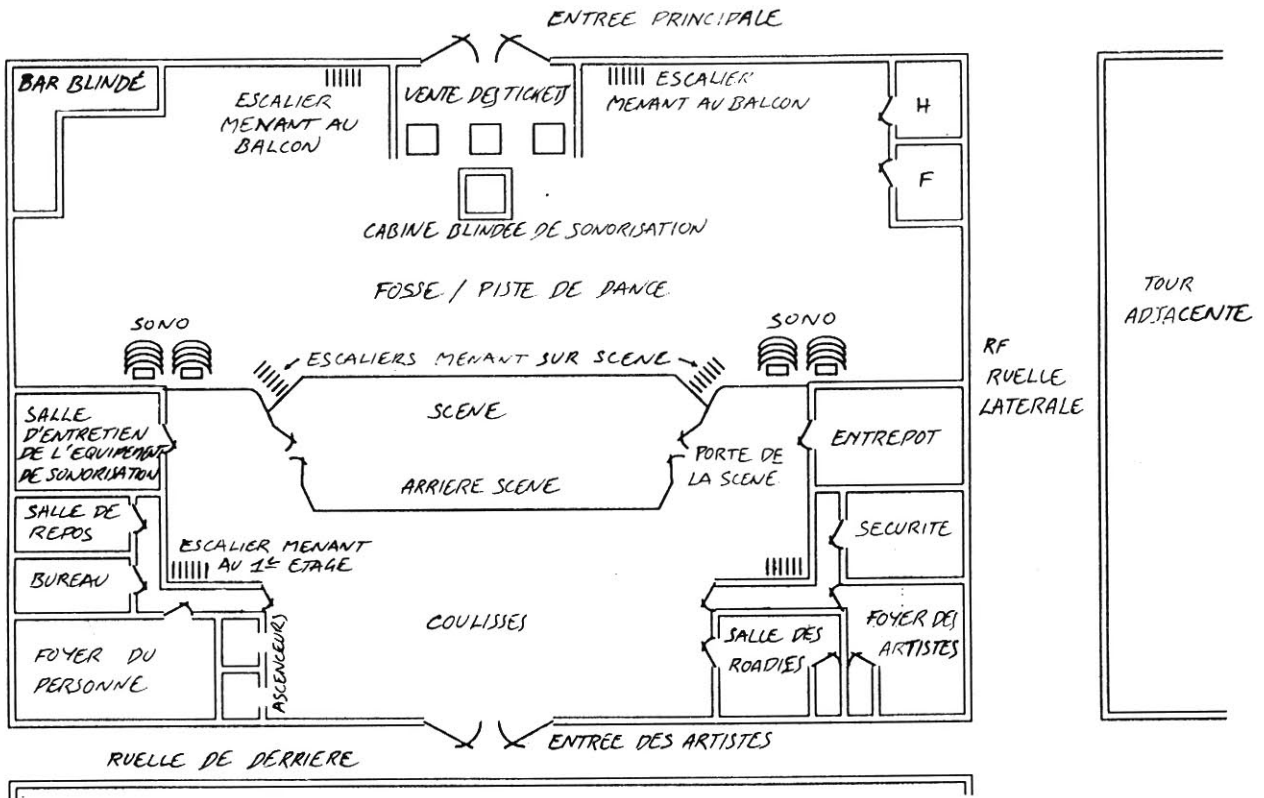 ENTREE PRINCIPALE
BAR BLINDÉ
ESCALIER
MENANT AU
BALCON
VENTE DES TICKETS
ESCALIER
MENANT AU BALCON
H
F
CABINE BLINDÉE DE SONORISATION
FOSSE / PISTE DE DANCE
SONO
SONO
ESCALIERS MENANT SUR SCENE
TOUR
ADJACENTE
RF
RUELLE
LATERALE
SALLE
D'ENTRETIEN
DE L'EQUIPEMENT
DE SONORISATION
SCENE
ARRIERE SCENE
PORTE DE
LA SCENE
ENTREPOT
SALLE DE
REPOS
ESCALIER MENANT
AU 1er ETAGE
SECURITE
BUREAU
COULISSES
FOYER DU
PERSONNE
ASCENCEURS
SALLE DES
ROADIES
FOYER DES
ARTISTES
ENTREE DES ARTISTES
RUELLE DE DERRIERE